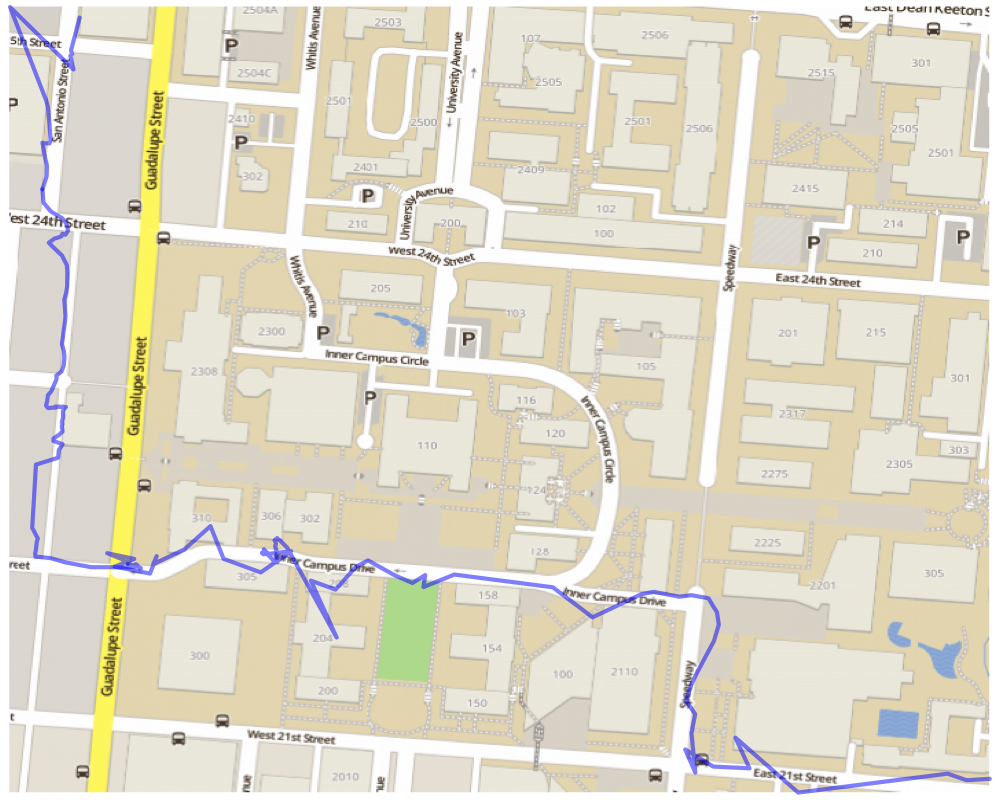 East Dean Keeton S
2504A
2503
2506
107
5th Street
P
2504C
Whitis Avenue
University Avenue
2505
2515
301
P
San Antonio Street
Guadalupe Street
2501
2500
2501
2506
2505
2410
P
2401
2409
2501
302
P
University Avenue
2415
102
210
200
100
214
est 24th Street
West 24th Street
P
210
P
Speedway
East 24th Street
Whitis Avenue
205
103
2300
P
P
201
215
Inner Campus Circle
105
2308
Guadalupe Street
P
116
Inner Campus Circle
2317
301
110
120
303
2275
2305
124
310
306
302
128
2225
reet
Inner Campus Drive
305
158
Inner Campus Drive
2201
305
Guadalupe Street
204
300
154
100
2110
Speedway
200
150
t
West 21st Street
East 21st Street
2010
nue
nue